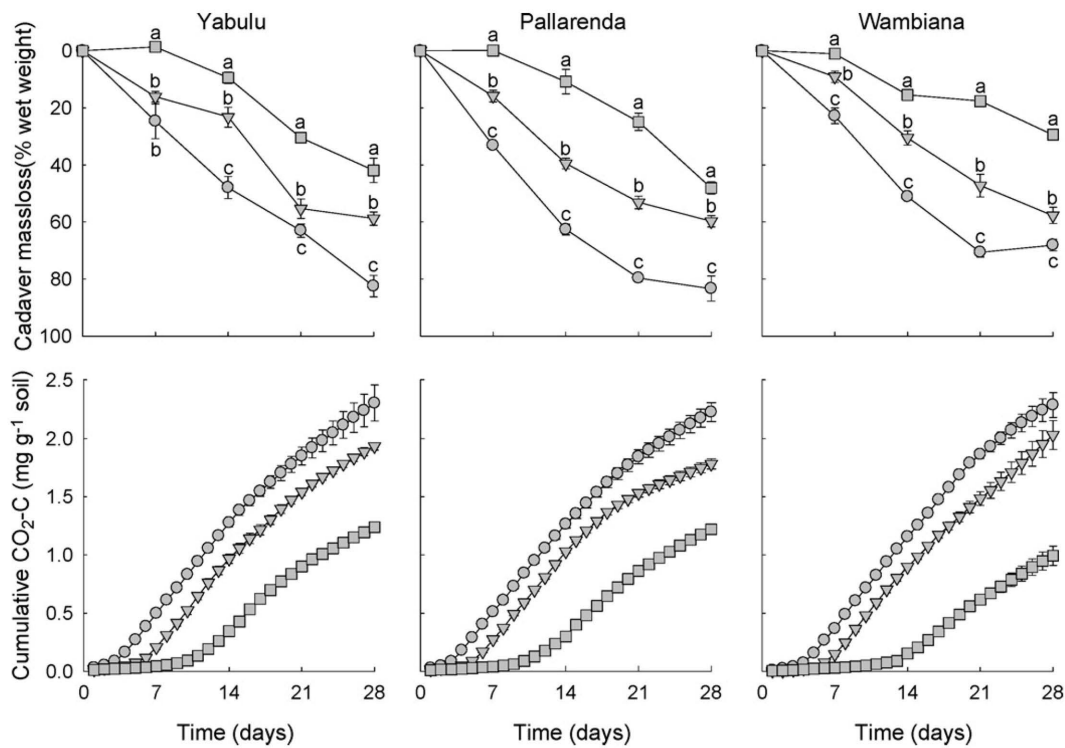 Yabulu Pallarenda Wambiana
Cadaver massloss(% wet weight)
0
20
40
60
80
100
a a a a
b b b b
b c c c
a a a a
b b b b
c c c c
a a a a
b b b b
c c c c
Cumulative CO₂-C (mg g⁻¹ soil)
2.5
2.0
1.5
1.0
0.5
0.0
0 7 14 21 28 0 7 14 21 28 0 7 14 21 28
Time (days) Time (days) Time (days)